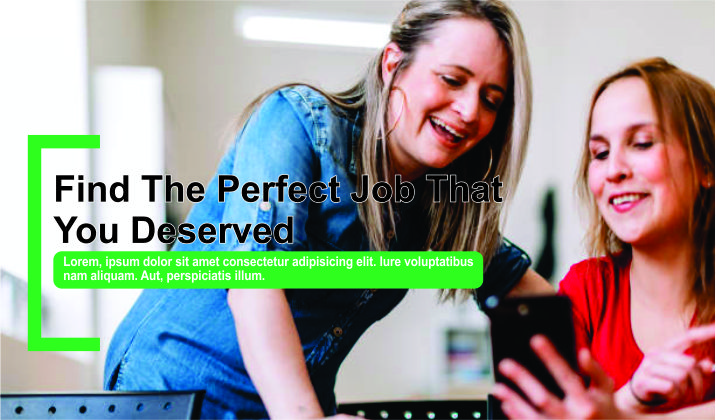 Find The Perfect Job That
You Deserved
Lorem, ipsum dolor sit amet consectetur adipisicing elit. Iure voluptatibus
nam aliquam. Aut, perspiciatis illum.